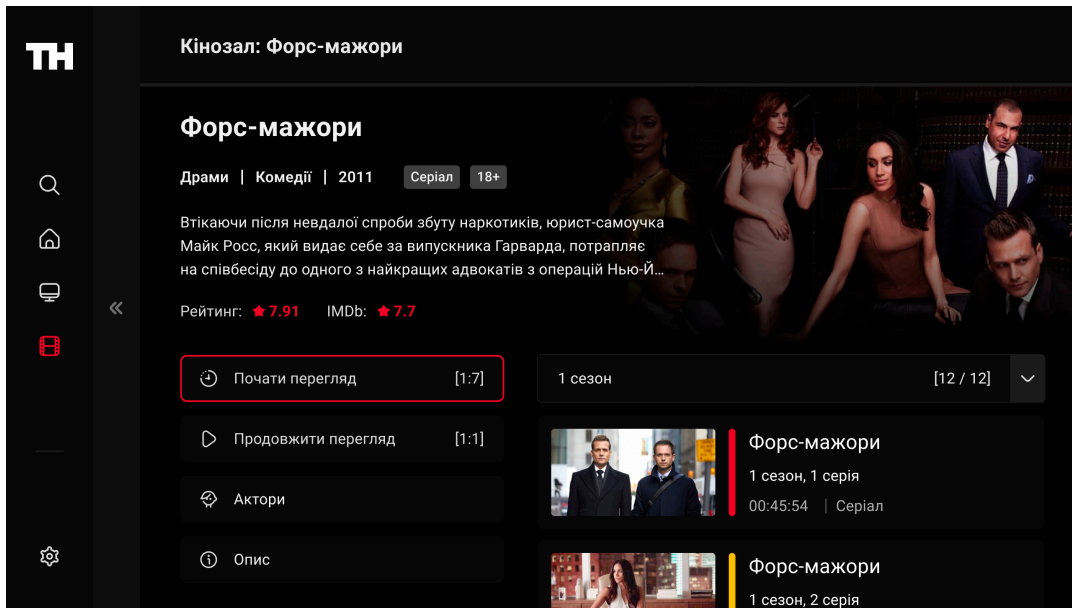 TH
Кінозал: Форс-мажори
Форс-мажори
Драми | Комедії | 2011 Серіал 18+
Втікаючи після невдалої спроби збуту наркотиків, юрист-самоучка
Майк Росс, який видає себе за випускника Гарварда, потрапляє
на співбесіду до одного з найкращих адвокатів з операцій Нью-Й...
Рейтинг: 7.91 IMDb: 7.7
Почати перегляд [1:7]
Продовжити перегляд [1:1]
Актори
Опис
1 сезон [12 / 12]
Форс-мажори
1 сезон, 1 серія
00:45:54 | Серіал
Форс-мажори
1 сезон, 2 серія